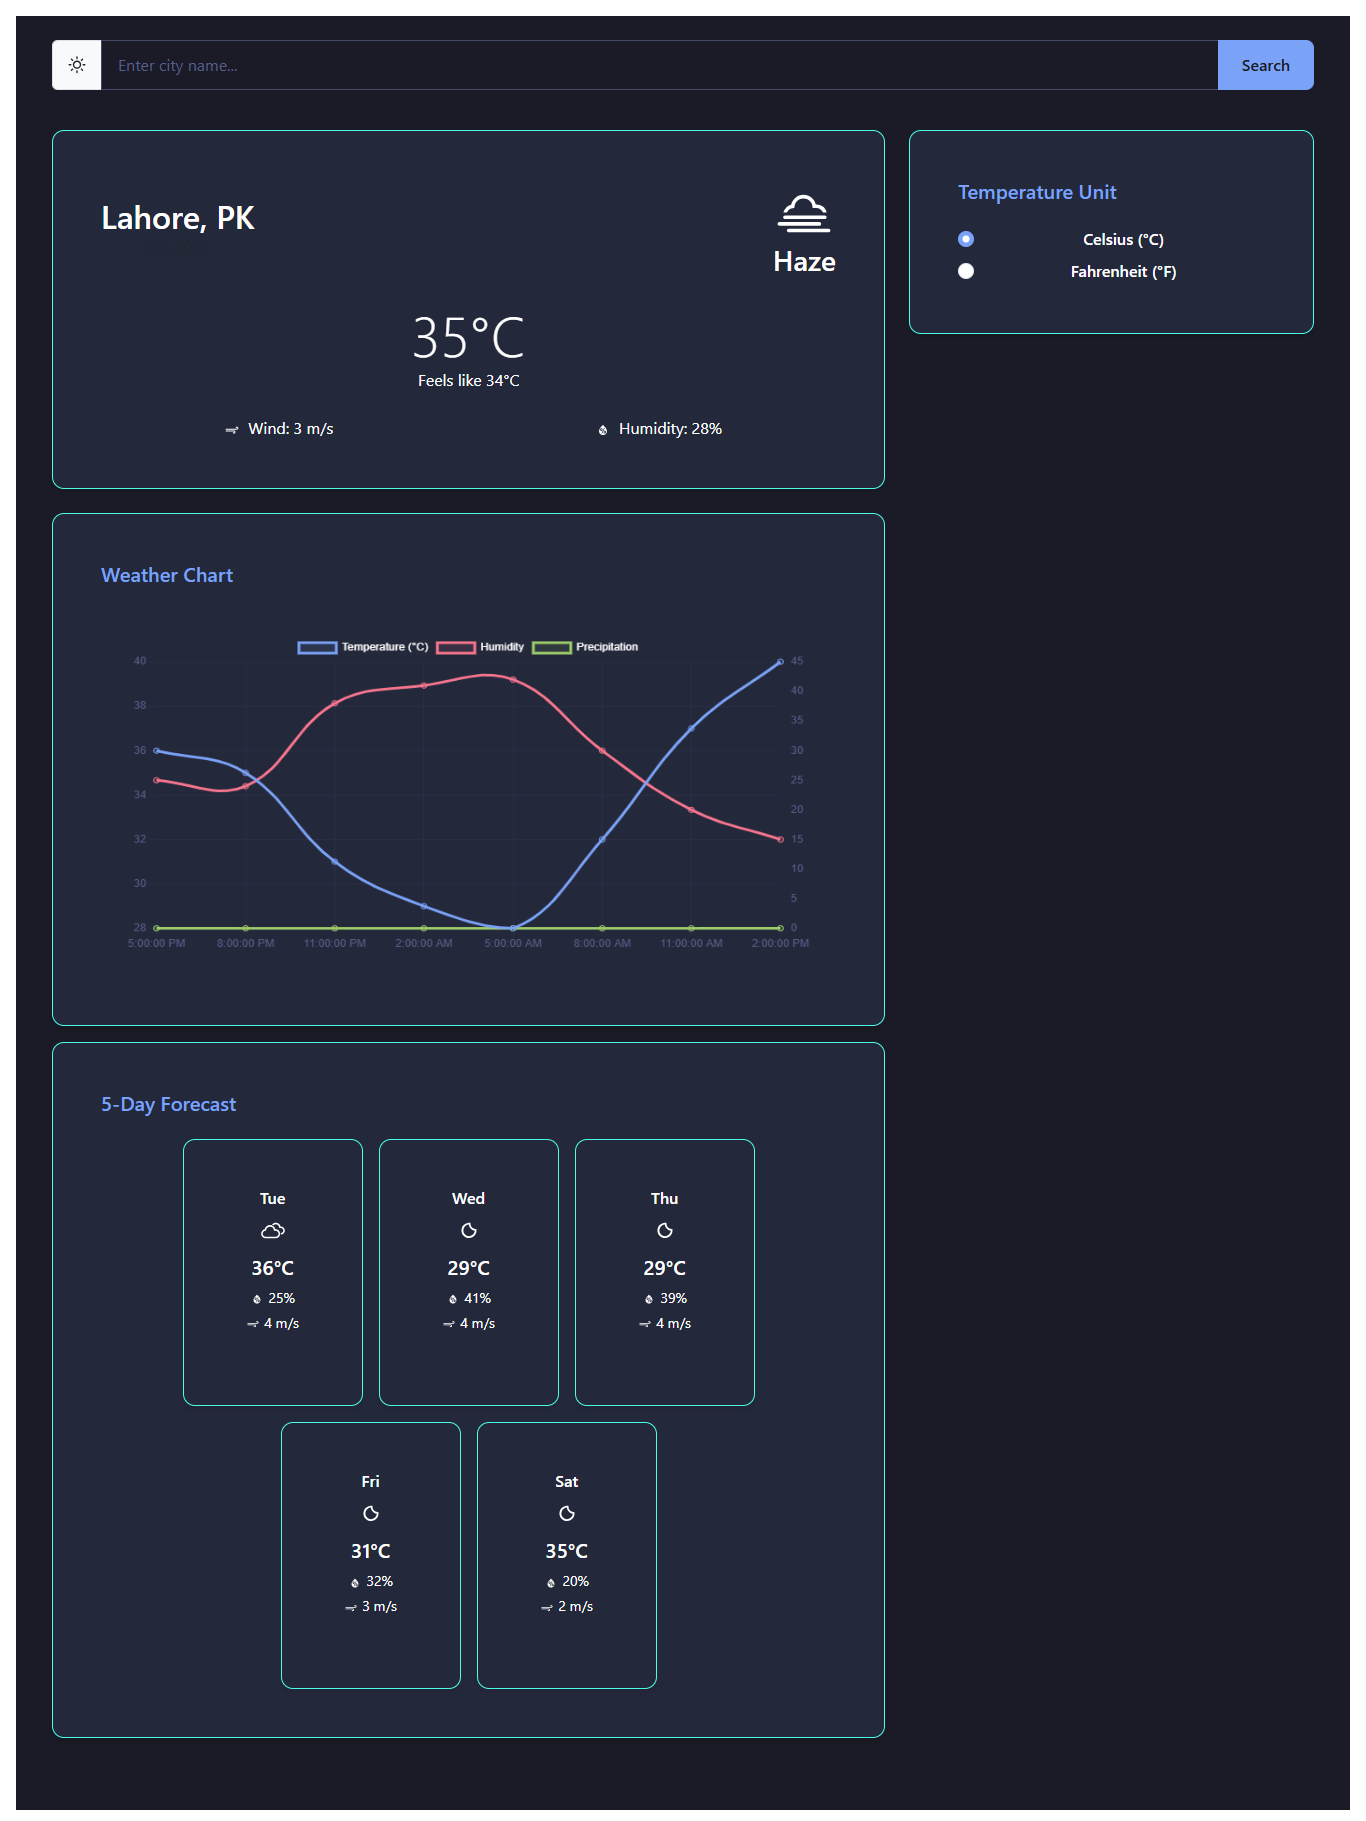 Enter city name...
Search
Lahore, PK
Haze
35°C
Feels like 34°C
Wind: 3 m/s
Humidity: 28%
Temperature Unit
Celsius (°C)
Fahrenheit (°F)
Weather Chart
Temperature (°C) Humidity Precipitation
40 45
40
38
35
36 30
34 25
20
32 15
10
30
5
28 0
5:00:00 PM 8:00:00 PM 11:00:00 PM 2:00:00 AM 5:00:00 AM 8:00:00 AM 11:00:00 AM 2:00:00 PM
5-Day Forecast
Tue
36°C
25%
4 m/s
Wed
29°C
41%
4 m/s
Thu
29°C
39%
4 m/s
Fri
31°C
32%
3 m/s
Sat
35°C
20%
2 m/s